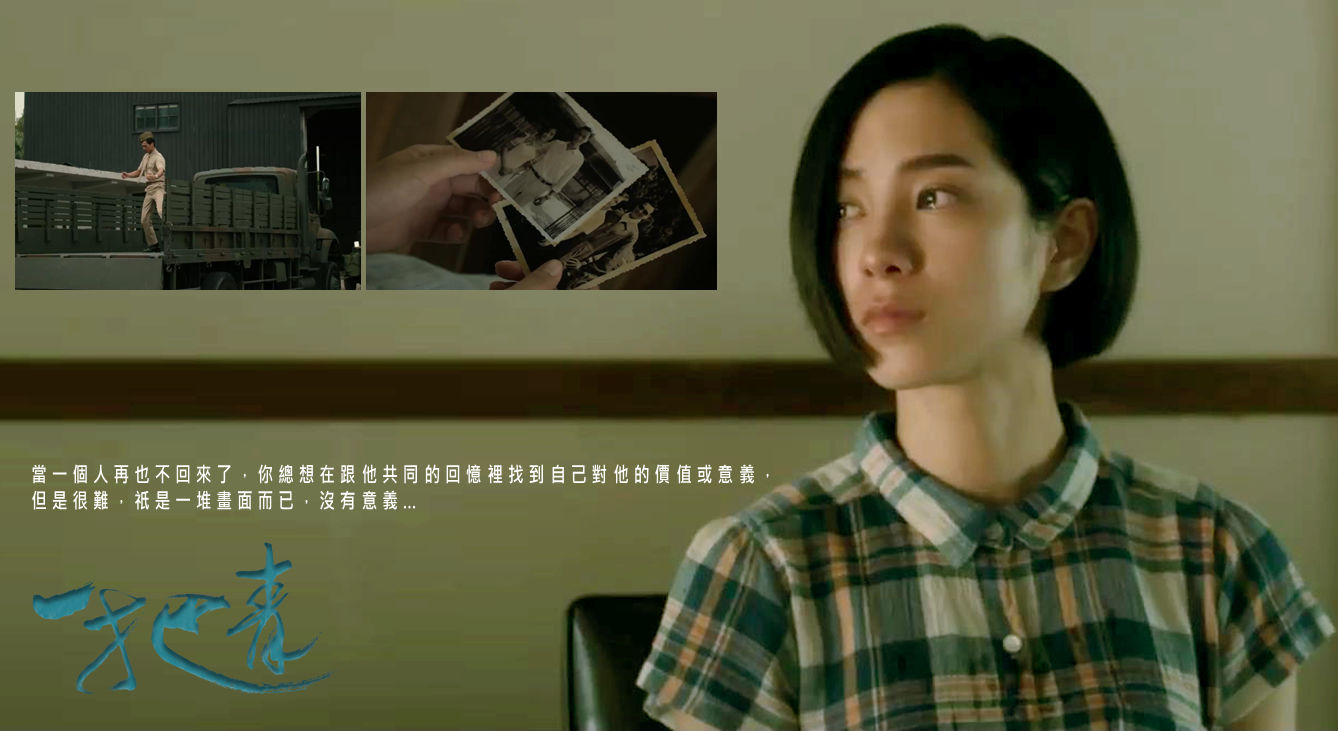 當一個人再也不回來了，你總想在跟他共同的回憶裡找到自己對他的價值或意義，
但是很難，祇是一堆畫面而已，沒有意義...
一把青